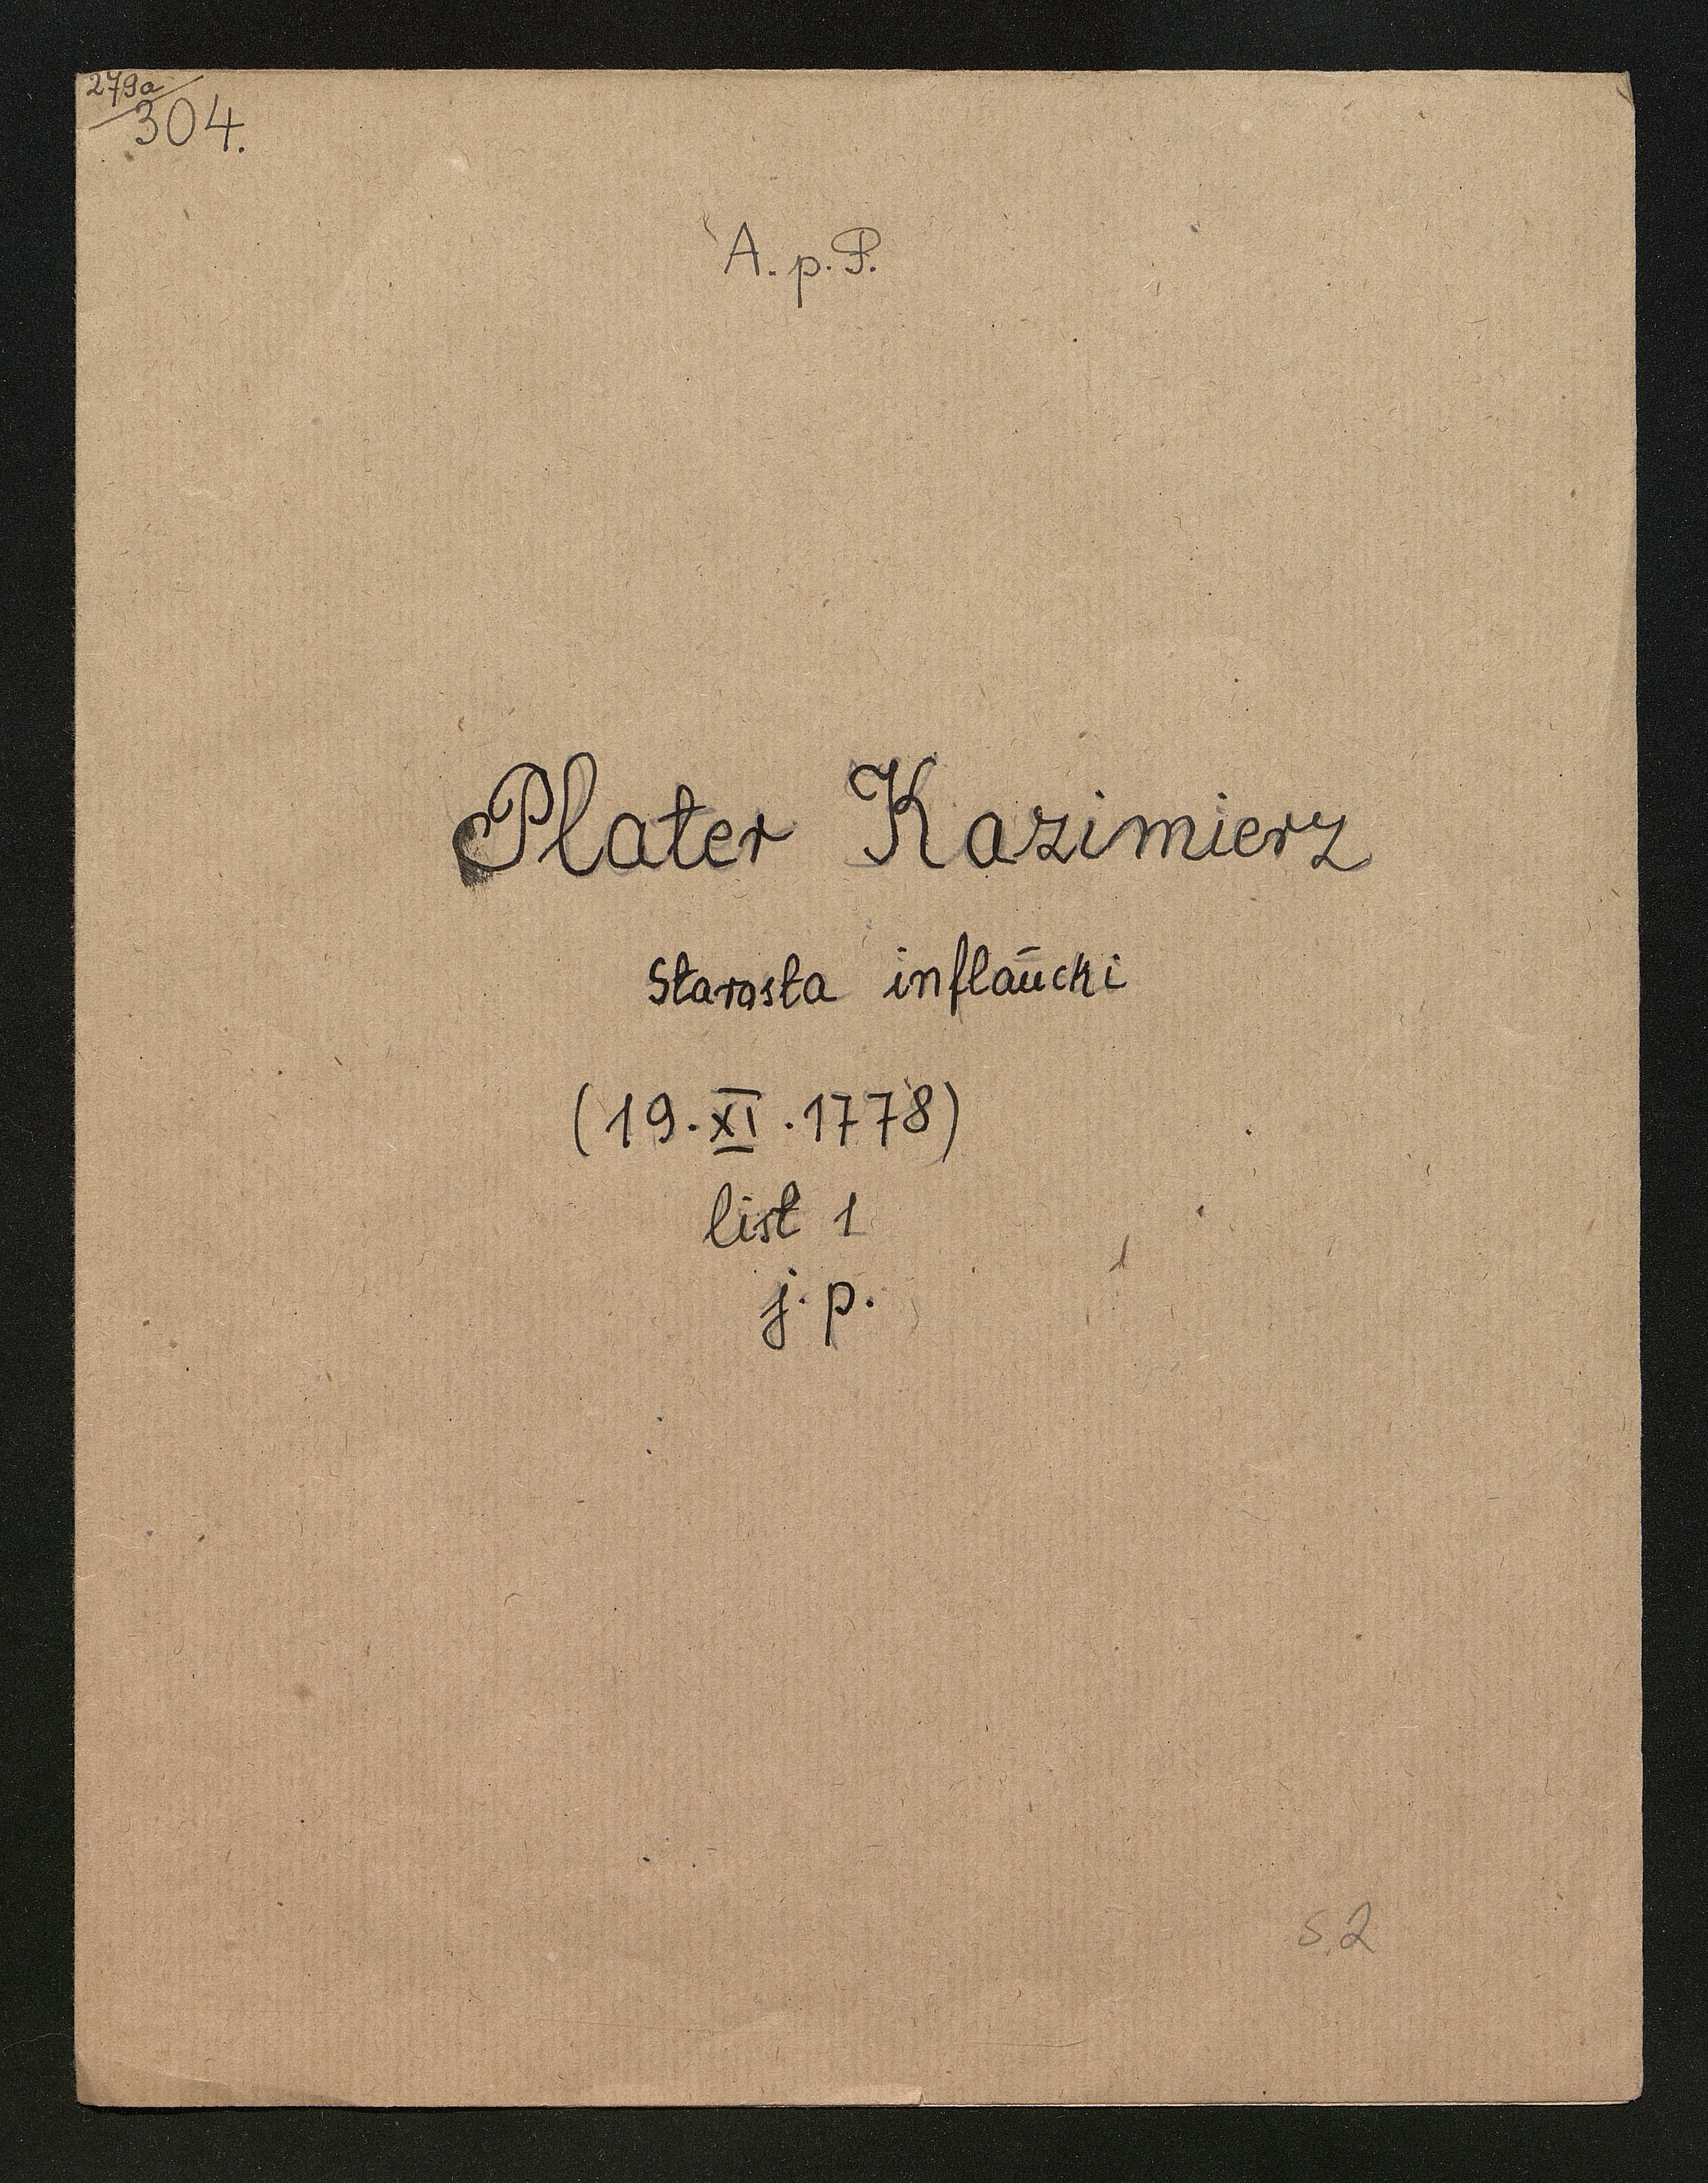 279a
304.
A. p. P.
Plater Kazimierz
Starosta inflaücki
(19. XI. 1778)
list 1
j. p.
s. 2